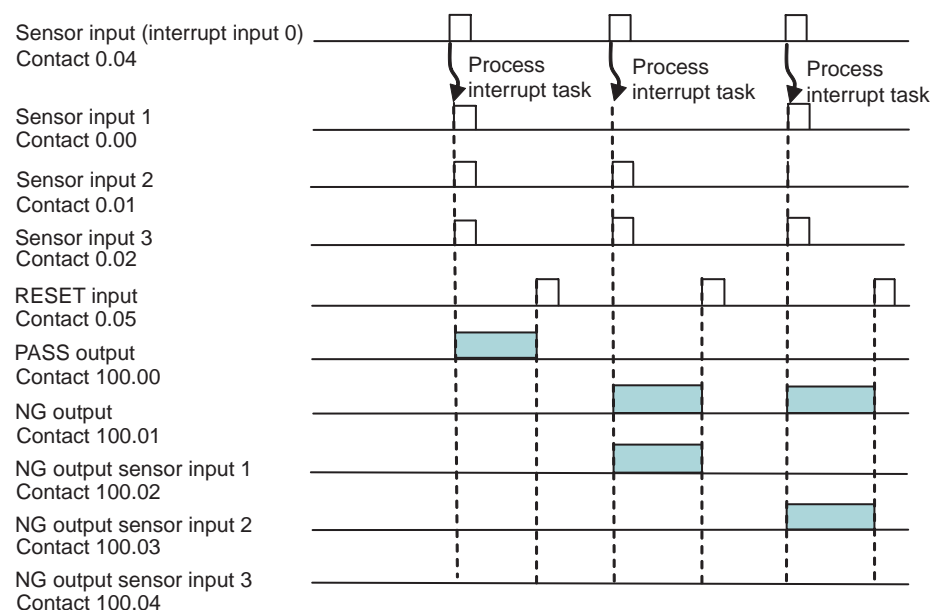 Sensor input (interrupt input 0)
Contact 0.04
Process
interrupt task
Process
interrupt task
Process
interrupt task
Sensor input 1
Contact 0.00
Sensor input 2
Contact 0.01
Sensor input 3
Contact 0.02
RESET input
Contact 0.05
PASS output
Contact 100.00
NG output
Contact 100.01
NG output sensor input 1
Contact 100.02
NG output sensor input 2
Contact 100.03
NG output sensor input 3
Contact 100.04